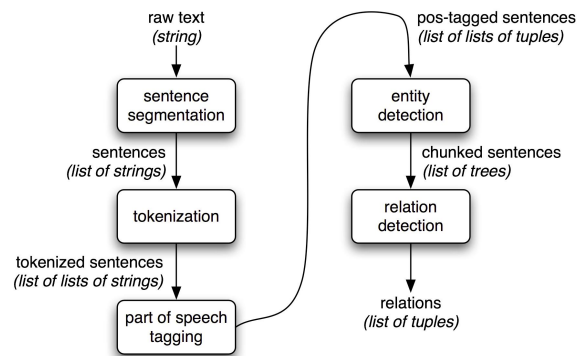 raw text
(string)
sentence
segmentation
sentences
(list of strings)
tokenization
tokenized sentences
(list of lists of strings)
part of speech
tagging
pos-tagged sentences
(list of lists of tuples)
entity
detection
chunked sentences
(list of trees)
relation
detection
relations
(list of tuples)